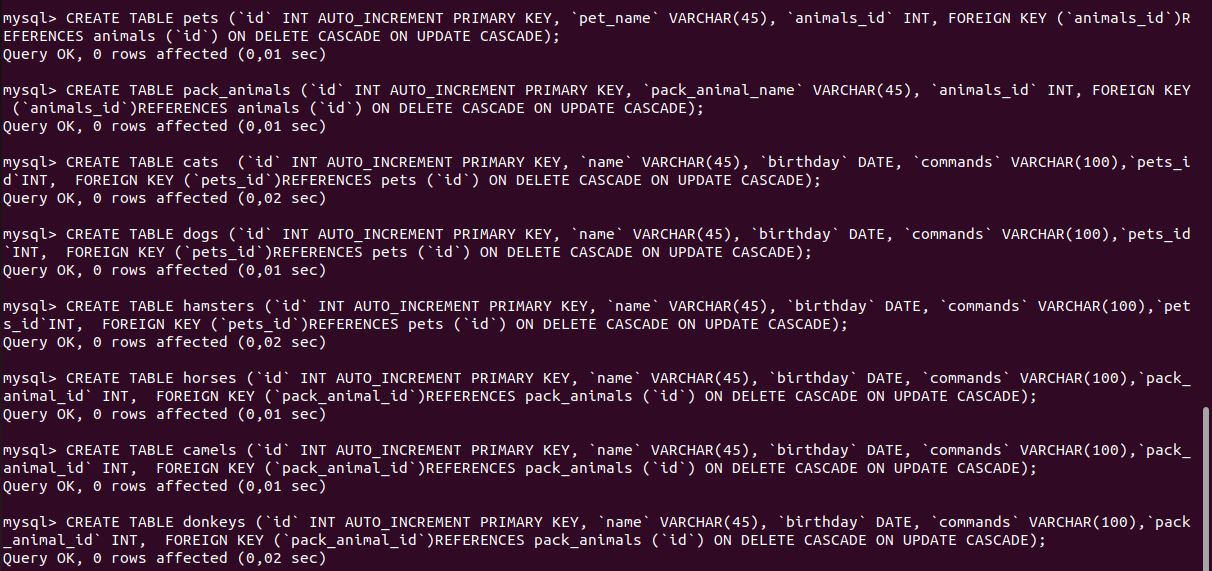 mysql> CREATE TABLE pets (`id` INT AUTO_INCREMENT PRIMARY KEY, `pet_name` VARCHAR(45), `animals_id` INT, FOREIGN KEY (`animals_id`)R
EFERENCES animals (`id`) ON DELETE CASCADE ON UPDATE CASCADE);
Query OK, 0 rows affected (0,01 sec)
mysql> CREATE TABLE pack_animals (`id` INT AUTO_INCREMENT PRIMARY KEY, `pack_animal_name` VARCHAR(45), `animals_id` INT, FOREIGN KEY
 (`animals_id`)REFERENCES animals (`id`) ON DELETE CASCADE ON UPDATE CASCADE);
Query OK, 0 rows affected (0,01 sec)
mysql> CREATE TABLE cats  (`id` INT AUTO_INCREMENT PRIMARY KEY, `name` VARCHAR(45), `birthday` DATE, `commands` VARCHAR(100),`pets_i
d`INT,  FOREIGN KEY (`pets_id`)REFERENCES pets (`id`) ON DELETE CASCADE ON UPDATE CASCADE);
Query OK, 0 rows affected (0,02 sec)
mysql> CREATE TABLE dogs (`id` INT AUTO_INCREMENT PRIMARY KEY, `name` VARCHAR(45), `birthday` DATE, `commands` VARCHAR(100),`pets_id
`INT,  FOREIGN KEY (`pets_id`)REFERENCES pets (`id`) ON DELETE CASCADE ON UPDATE CASCADE);
Query OK, 0 rows affected (0,01 sec)
mysql> CREATE TABLE hamsters (`id` INT AUTO_INCREMENT PRIMARY KEY, `name` VARCHAR(45), `birthday` DATE, `commands` VARCHAR(100),`pet
s_id`INT,  FOREIGN KEY (`pets_id`)REFERENCES pets (`id`) ON DELETE CASCADE ON UPDATE CASCADE);
Query OK, 0 rows affected (0,02 sec)
mysql> CREATE TABLE horses (`id` INT AUTO_INCREMENT PRIMARY KEY, `name` VARCHAR(45), `birthday` DATE, `commands` VARCHAR(100),`pack_
animal_id` INT,  FOREIGN KEY (`pack_animal_id`)REFERENCES pack_animals (`id`) ON DELETE CASCADE ON UPDATE CASCADE);
Query OK, 0 rows affected (0,01 sec)
mysql> CREATE TABLE camels (`id` INT AUTO_INCREMENT PRIMARY KEY, `name` VARCHAR(45), `birthday` DATE, `commands` VARCHAR(100),`pack_
animal_id` INT,  FOREIGN KEY (`pack_animal_id`)REFERENCES pack_animals (`id`) ON DELETE CASCADE ON UPDATE CASCADE);
Query OK, 0 rows affected (0,01 sec)
mysql> CREATE TABLE donkeys (`id` INT AUTO_INCREMENT PRIMARY KEY, `name` VARCHAR(45), `birthday` DATE, `commands` VARCHAR(100),`pack
_animal_id` INT,  FOREIGN KEY (`pack_animal_id`)REFERENCES pack_animals (`id`) ON DELETE CASCADE ON UPDATE CASCADE);
Query OK, 0 rows affected (0,02 sec)